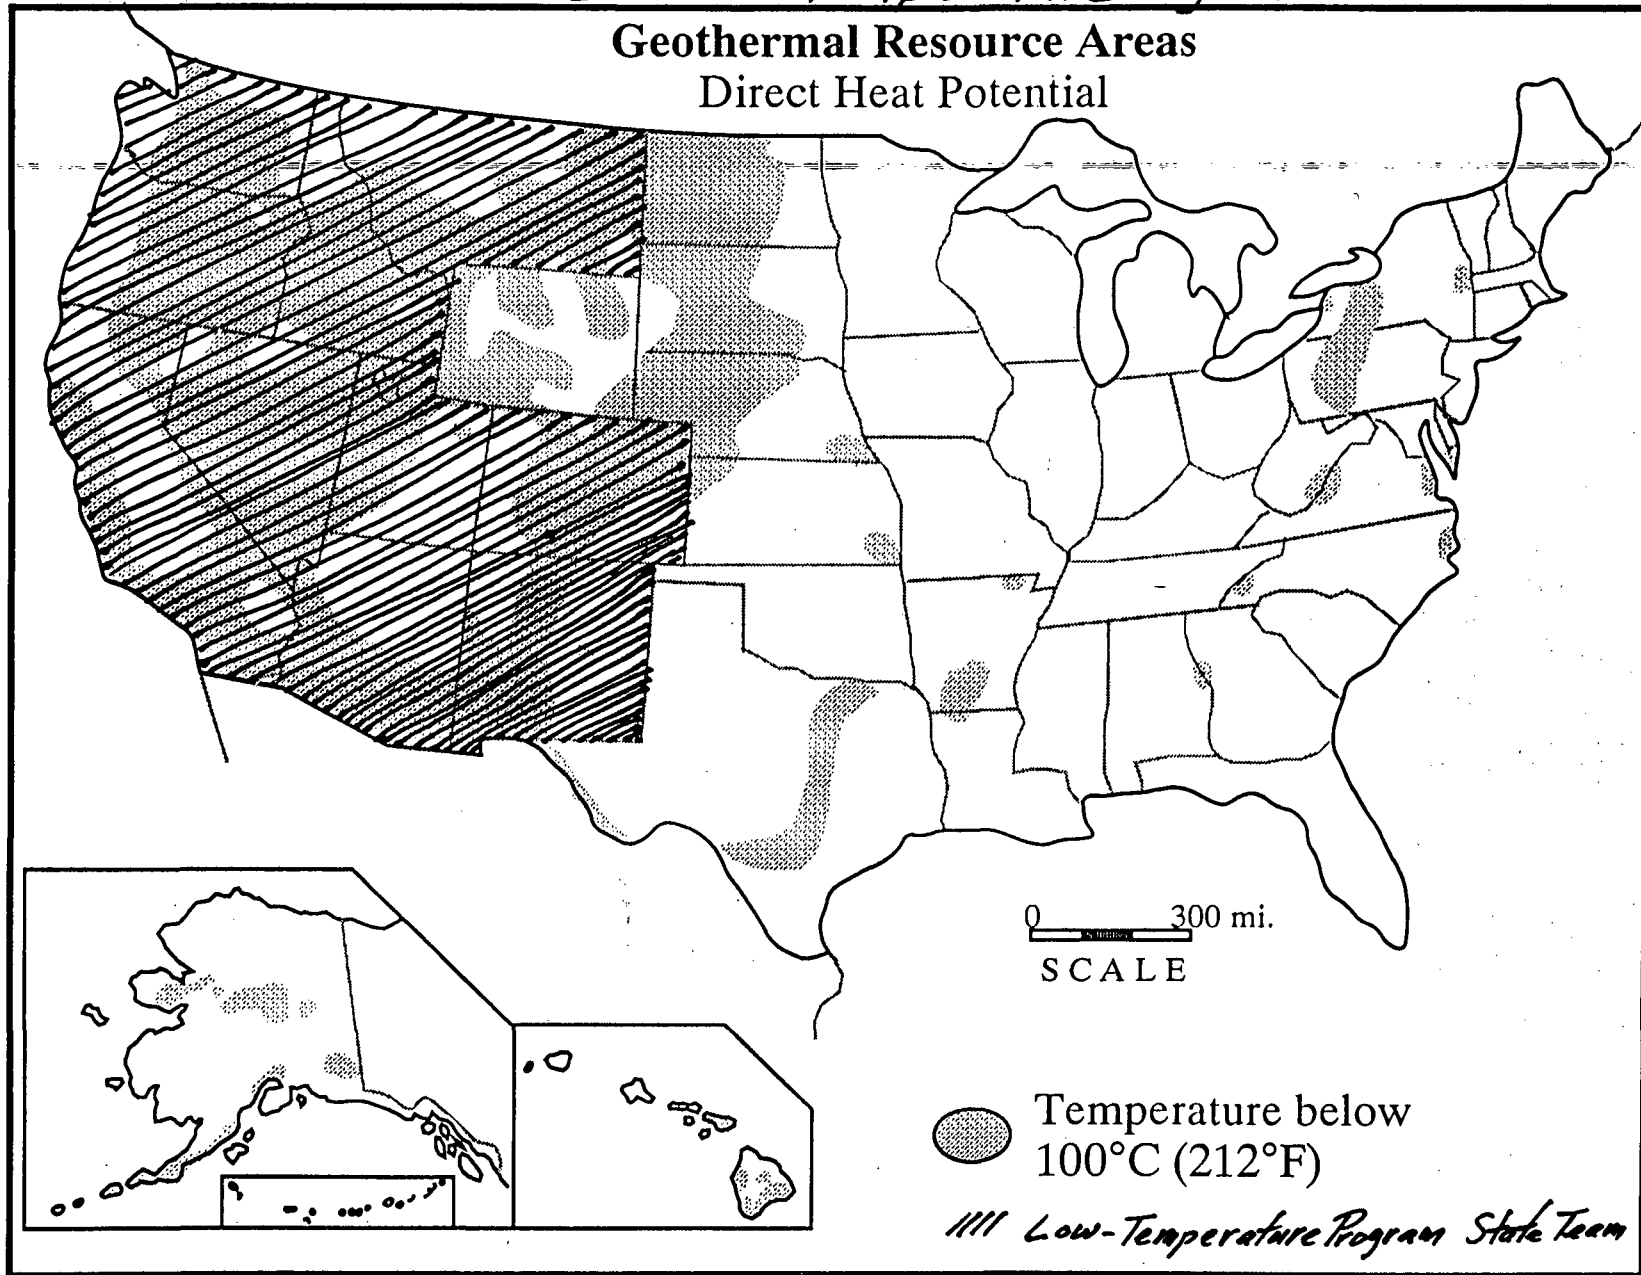 Geothermal Resource Areas
Direct Heat Potential
0 300 mi.
SCALE
Temperature below
100°C (212°F)
//// Low-Temperature Program State Team